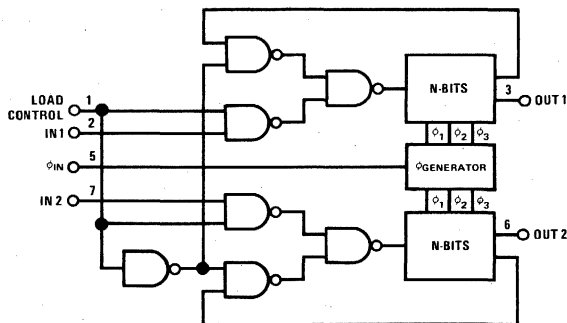 LOAD
CONTROL
1
2
IN 1
5
ϕIN
7
IN 2
N-BITS
3
OUT 1
ϕ1 ϕ2 ϕ3
ϕGENERATOR
ϕ1 ϕ2 ϕ3
N-BITS
6
OUT 2